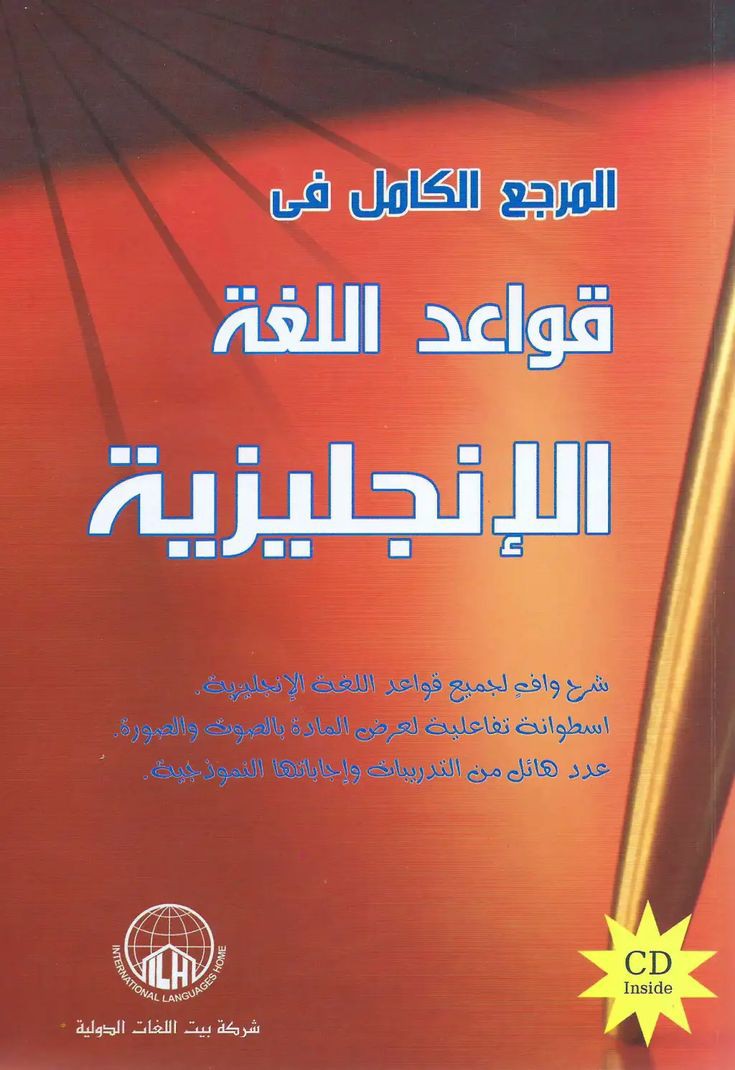 المرجع الكامل فى
قواعد اللغة
الإنجليزية
شرح وافٍ لجميع قواعد اللغة الإنجليزية.
اسطوانة تفاعلية لعرض المادة بالصوت والصورة.
عدد هائل من التدريبات وإجاباتها النموذجية.
ILH
INTERNATIONAL LANGUAGES HOME
شركة بيت اللغات الدولية
CD
Inside